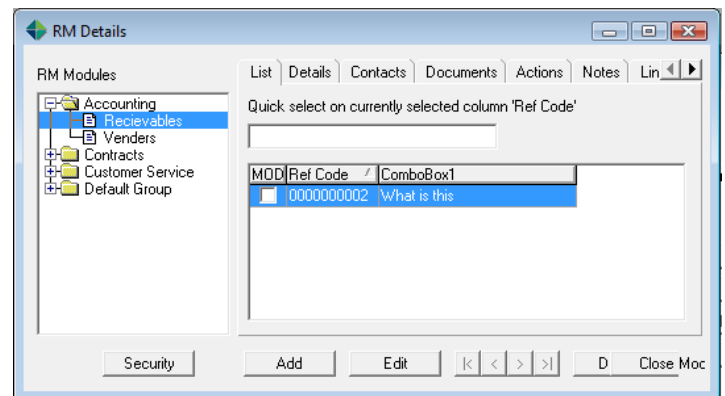 RM Details
RM Modules
Accounting
Recievables
Venders
Contracts
Customer Service
Default Group
List Details Contacts Documents Actions Notes Lin
Quick select on currently selected column 'Ref Code'
MOD Ref Code ComboBox1
0000000002 What is this
Security Add Edit |< < > >| D Close Moc